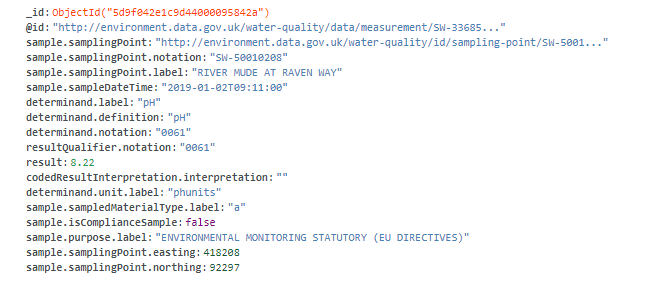 _id: ObjectId("5d9f042e1c9d44000095842a")
@id: "http://environment.data.gov.uk/water-quality/data/measurement/SW-33685..."
sample.samplingPoint: "http://environment.data.gov.uk/water-quality/id/sampling-point/SW-5001..."
sample.samplingPoint.notation: "SW-50010208"
sample.samplingPoint.label: "RIVER MUDE AT RAVEN WAY"
sample.sampleDateTime: "2019-01-02T09:11:00"
determinand.label: "pH"
determinand.definition: "pH"
determinand.notation: "0061"
resultQualifier.notation: "0061"
result: 8.22
codedResultInterpretation.interpretation: ""
determinand.unit.label: "phunits"
sample.sampledMaterialType.label: "a"
sample.isComplianceSample: false
sample.purpose.label: "ENVIRONMENTAL MONITORING STATUTORY (EU DIRECTIVES)"
sample.samplingPoint.easting: 418208
sample.samplingPoint.northing: 92297